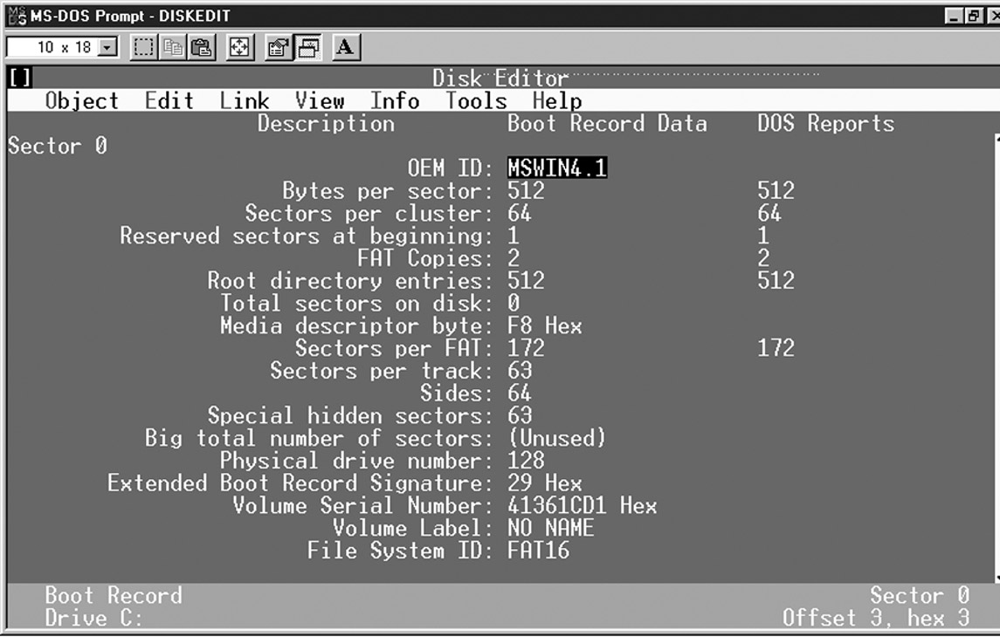 MS-DOS Prompt - DISKEDIT
10 x 18 A
[ ] Disk Editor
Object Edit Link View Info Tools Help
Description Boot Record Data DOS Reports
Sector 0
OEM ID: MSWIN4.1
Bytes per sector: 512 512
Sectors per cluster: 64 64
Reserved sectors at beginning: 1 1
FAT Copies: 2 2
Root directory entries: 512 512
Total sectors on disk: 0
Media descriptor byte: F8 Hex
Sectors per FAT: 172 172
Sectors per track: 63
Sides: 64
Special hidden sectors: 63
Big total number of sectors: (Unused)
Physical drive number: 128
Extended Boot Record Signature: 29 Hex
Volume Serial Number: 41361CD1 Hex
Volume Label: NO NAME
File System ID: FAT16
Boot Record Sector 0
Drive C: Offset 3, hex 3